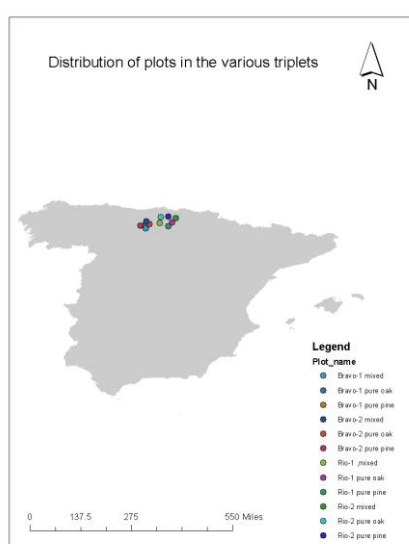 Distribution of plots in the various triplets
N
Legend
Plot_name
Bravo-1 mixed
Bravo-1 pure oak
Bravo-1 pure pine
Bravo-2 mixed
Bravo-2 pure oak
Bravo-2 pure pine
Rio-1 ,mixed
Rio-1 pure oak
Rio-1 pure pine
Rio-2 mixed
Rio-2 pure oak
Rio-2 pure pine
0 137.5 275 550 Miles